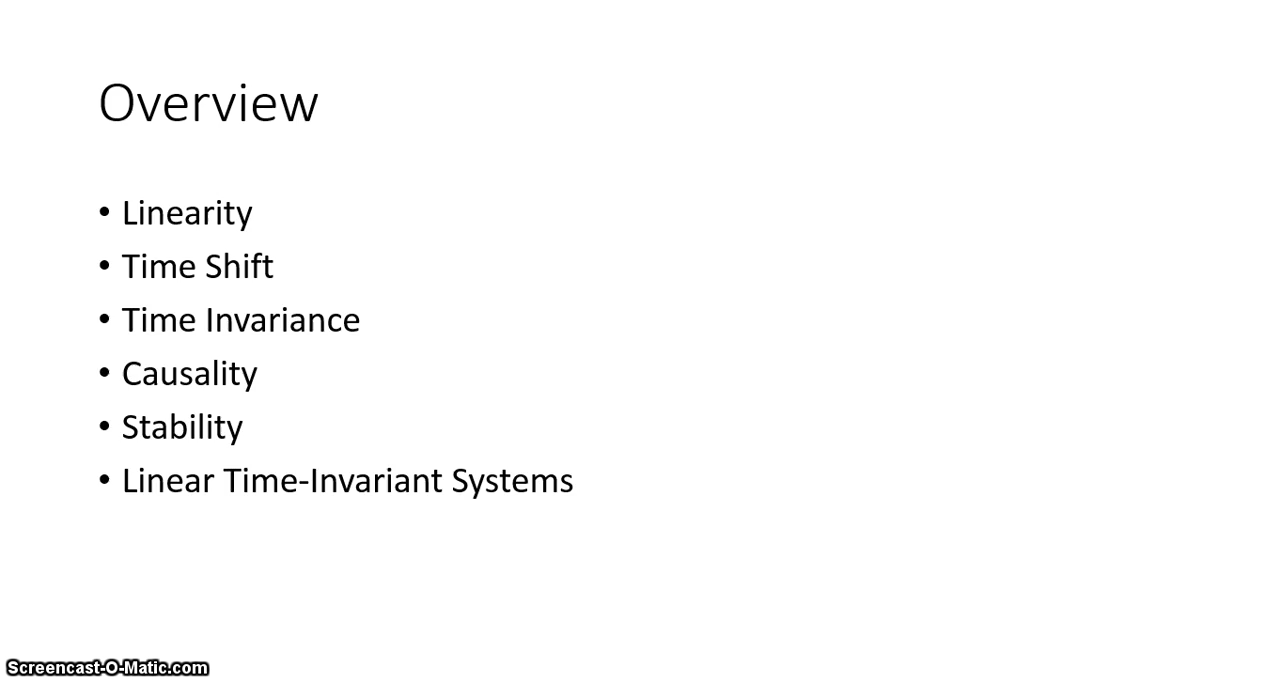 Overview
• Linearity
• Time Shift
• Time Invariance
• Causality
• Stability
• Linear Time-Invariant Systems
Screencast-O-Matic.com